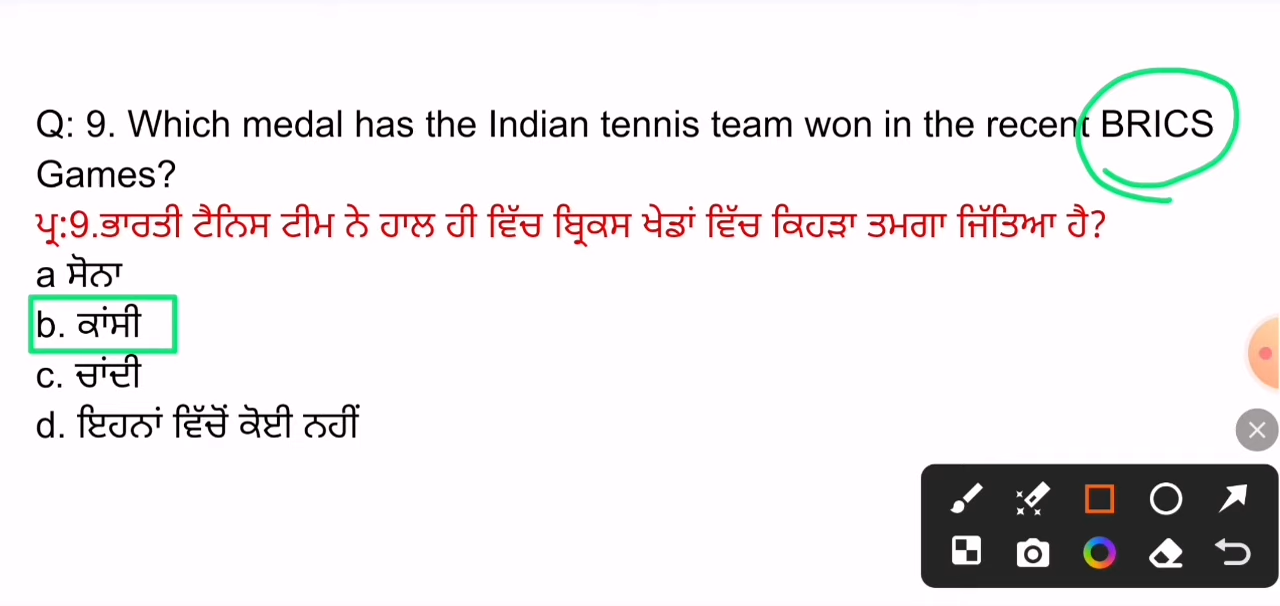 Q: 9. Which medal has the Indian tennis team won in the recent BRICS
Games?
ਪ੍ਰ:9.ਭਾਰਤੀ ਟੈਨਿਸ ਟੀਮ ਨੇ ਹਾਲ ਹੀ ਵਿੱਚ ਬ੍ਰਿਕਸ ਖੇਡਾਂ ਵਿੱਚ ਕਿਹੜਾ ਤਮਗਾ ਜਿੱਤਿਆ ਹੈ?
a ਸੋਨਾ
b. ਕਾਂਸੀ
c. ਚਾਂਦੀ
d. ਇਹਨਾਂ ਵਿੱਚੋਂ ਕੋਈ ਨਹੀਂ